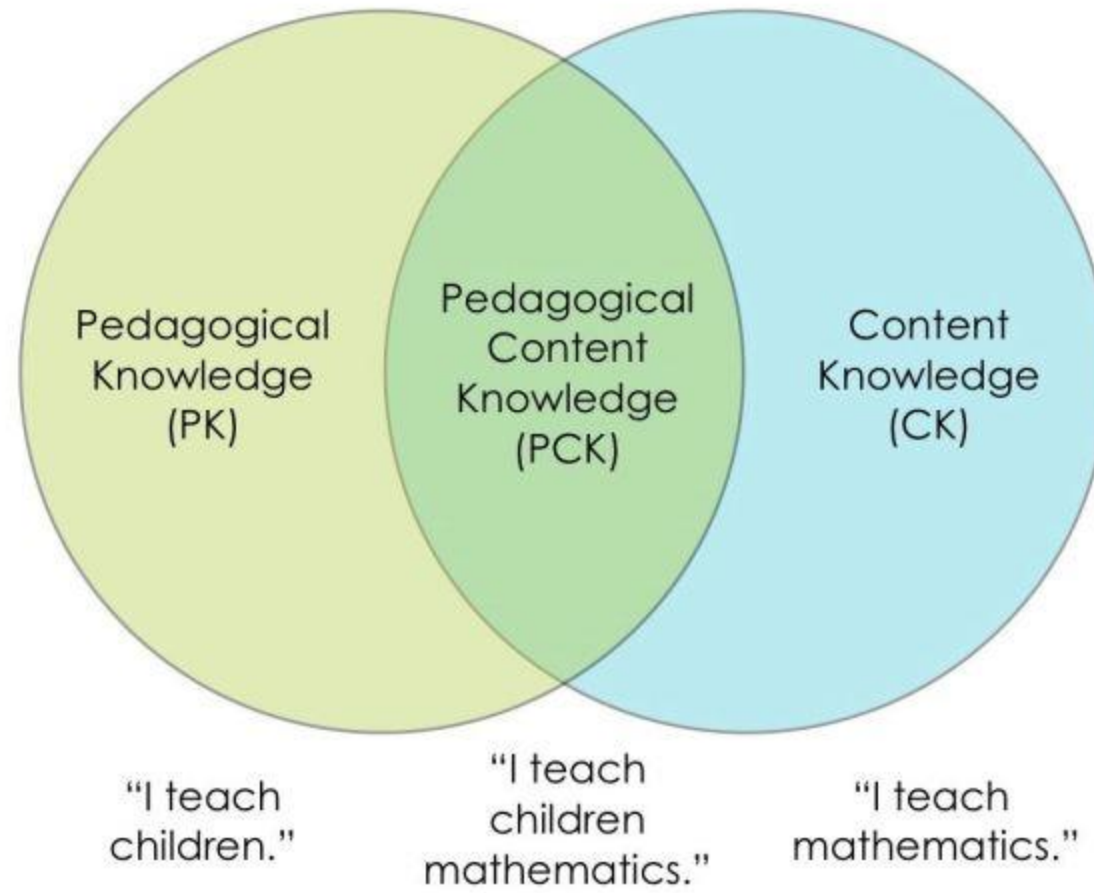 Pedagogical
Knowledge
(PK)
Pedagogical
Content
Knowledge
(PCK)
Content
Knowledge
(CK)
“I teach
children.”
“I teach
children
mathematics.”
“I teach
mathematics.”